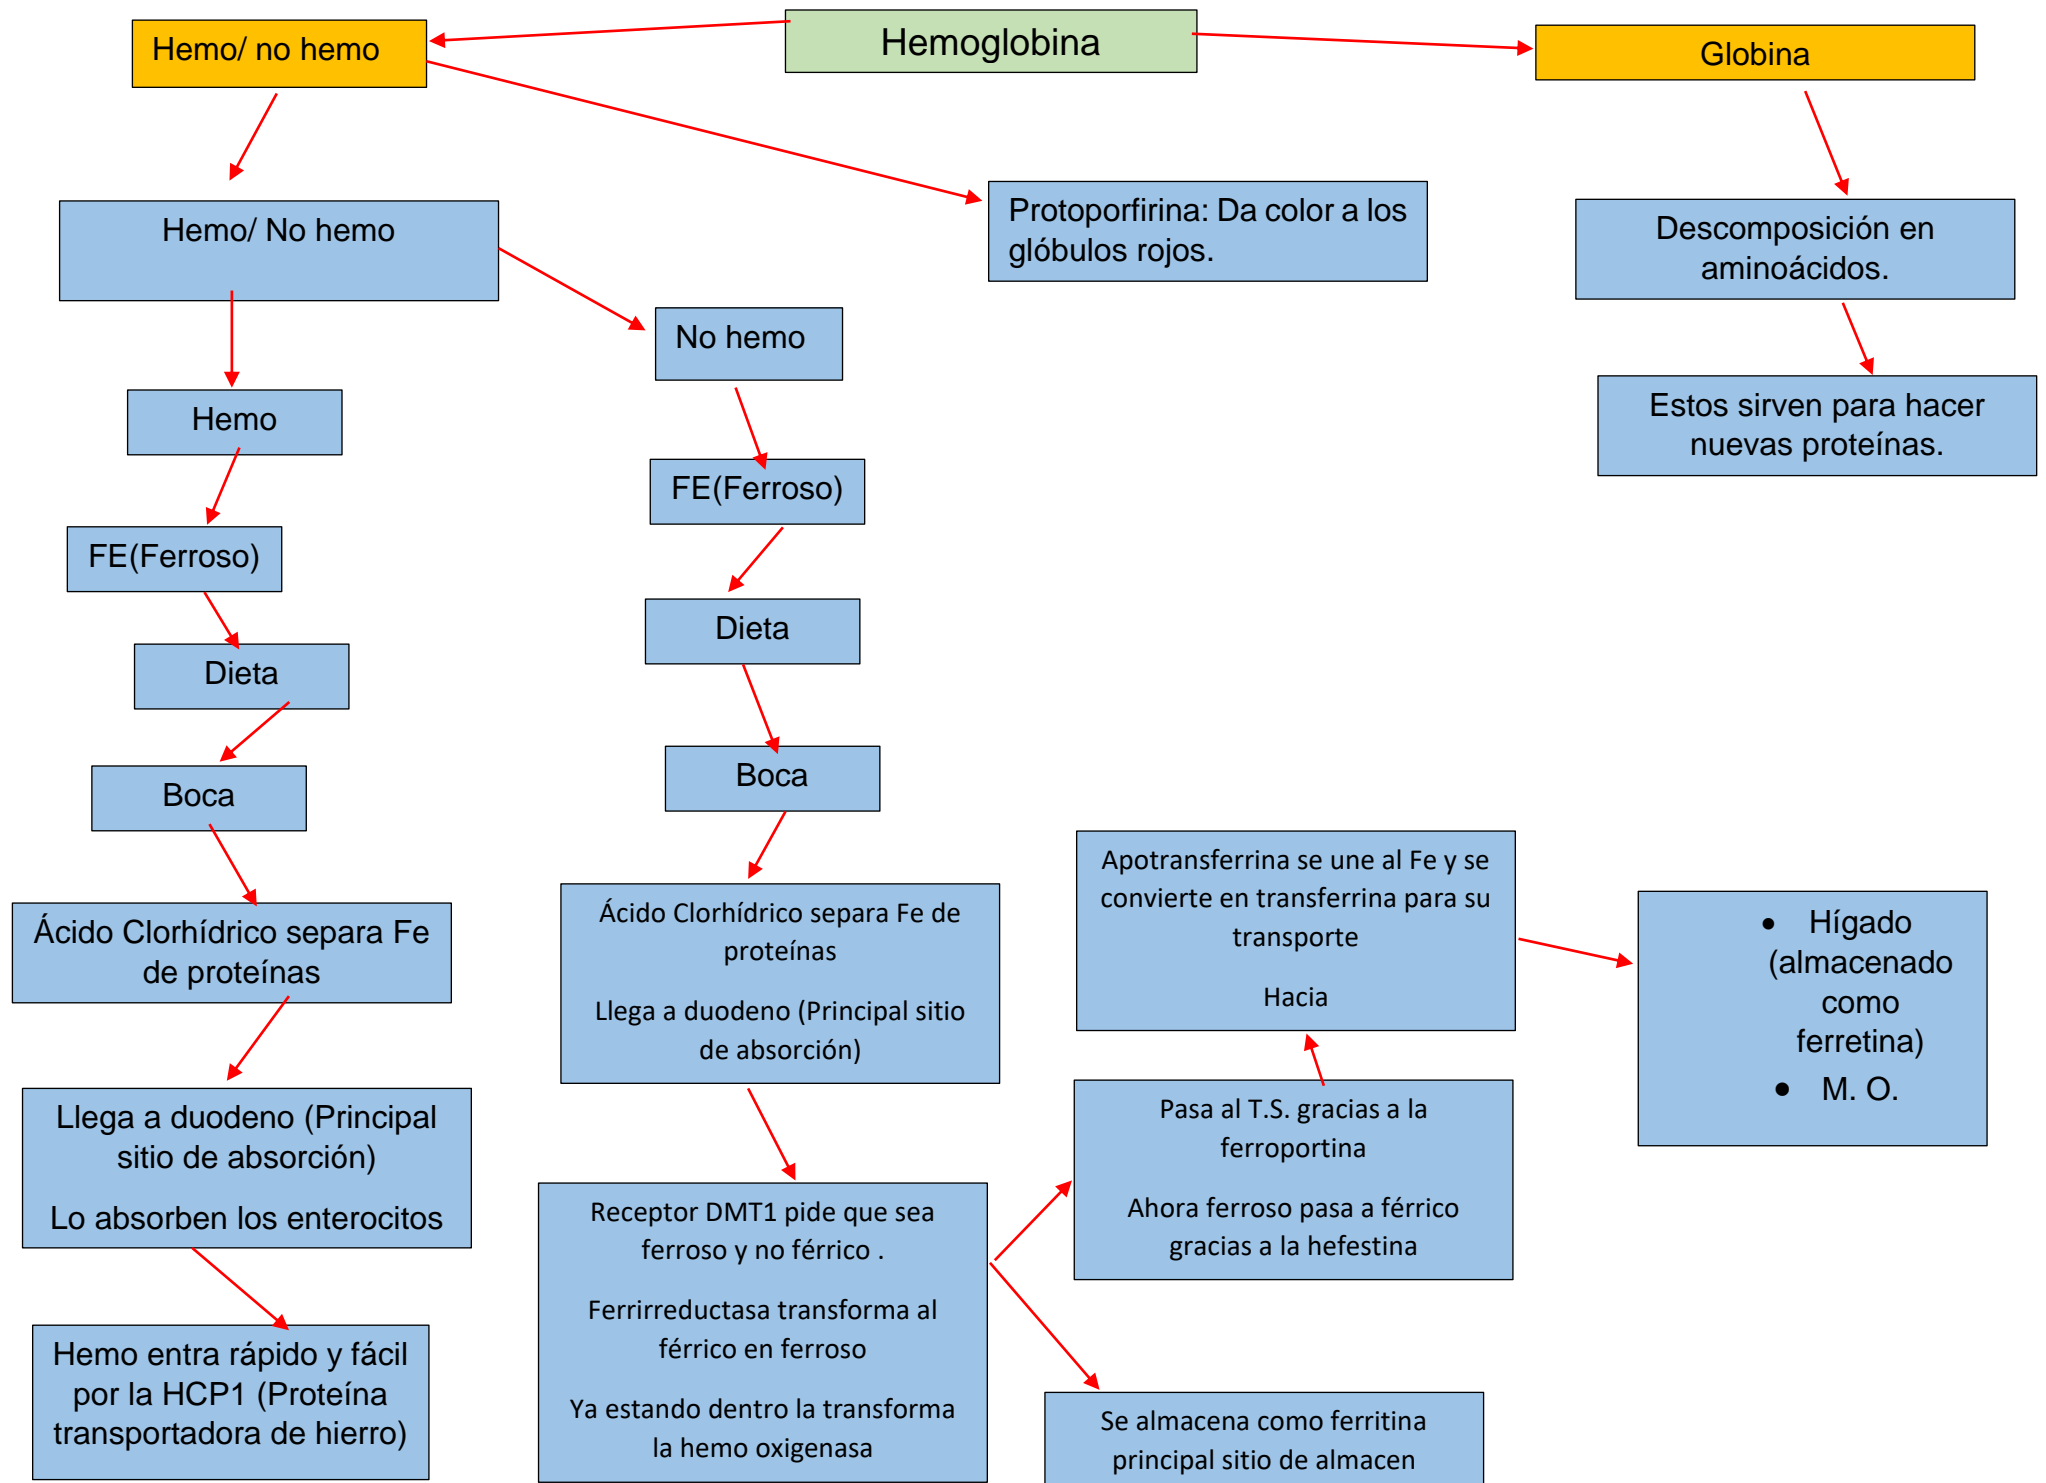 Hemoglobina
Hemo/ no hemo
Globina
Hemo/ No hemo
Protoporfirina: Da color a los
glóbulos rojos.
Descomposición en
aminoácidos.
Estos sirven para hacer
nuevas proteínas.
Hemo
FE(Ferroso)
Dieta
Boca
Ácido Clorhídrico separa Fe
de proteínas
Llega a duodeno (Principal
sitio de absorción)
Lo absorben los enterocitos
Hemo entra rápido y fácil
por la HCP1 (Proteína
transportadora de hierro)
No hemo
FE(Ferroso)
Dieta
Boca
Ácido Clorhídrico separa Fe de
proteínas
Llega a duodeno (Principal sitio
de absorción)
Receptor DMT1 pide que sea
ferroso y no férrico .
Ferrirreductasa transforma al
férrico en ferroso
Ya estando dentro la transforma
la hemo oxigenasa
Pasa al T.S. gracias a la
ferroportina
Ahora ferroso pasa a férrico
gracias a la hefestina
Apotransferrina se une al Fe y se
convierte en transferrina para su
transporte
Hacia
• Hígado
(almacenado
como
ferretina)
• M. O.
Se almacena como ferritina
principal sitio de almacen